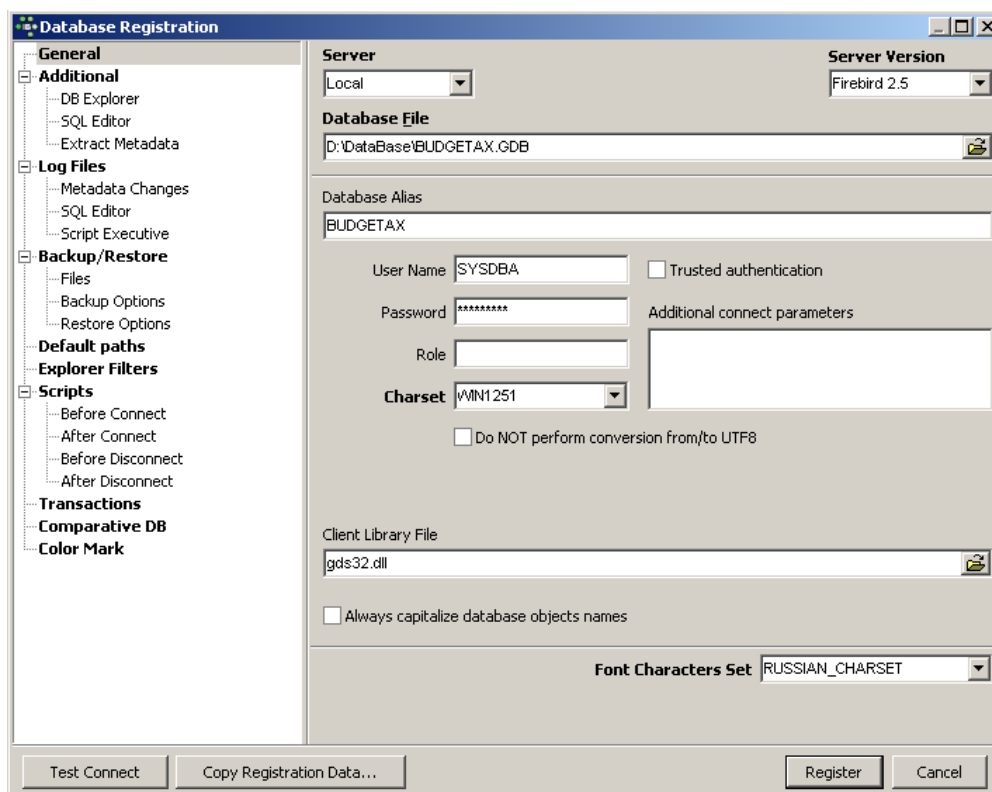 Database Registration
General
Additional
DB Explorer
SQL Editor
Extract Metadata
Log Files
Metadata Changes
SQL Editor
Script Executive
Backup/Restore
Files
Backup Options
Restore Options
Default paths
Explorer Filters
Scripts
Before Connect
After Connect
Before Disconnect
After Disconnect
Transactions
Comparative DB
Color Mark
Server
Local
Server Version
Firebird 2.5
Database File
D:\DataBase\BUDGETAX.GDB
Database Alias
BUDGETAX
User Name SYSDBA
Trusted authentication
Password *********
Additional connect parameters
Role
Charset WIN1251
Do NOT perform conversion from/to UTF8
Client Library File
gds32.dll
Always capitalize database objects names
Font Characters Set RUSSIAN_CHARSET
Test Connect
Copy Registration Data...
Register
Cancel